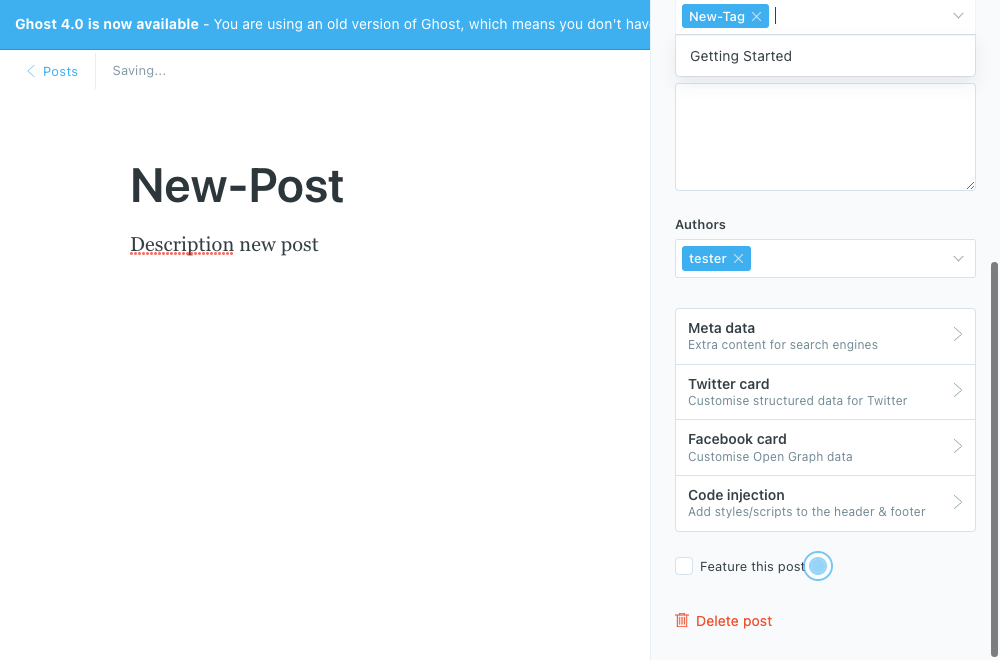 Ghost 4.0 is now available - You are using an old version of Ghost, which means you don't hav
Posts
Saving...
New-Post
Description new post
New-Tag
Getting Started
Authors
tester
Meta data
Extra content for search engines
Twitter card
Customise structured data for Twitter
Facebook card
Customise Open Graph data
Code injection
Add styles/scripts to the header & footer
Feature this post
Delete post